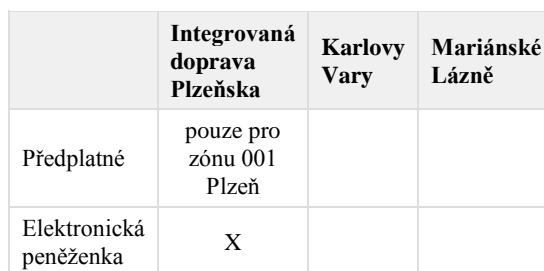 Integrovaná
doprava
Plzeňska
Karlovy
Vary
Mariánské
Lázně
Předplatné
pouze pro
zónu 001
Plzeň
Elektronická
peněženka
X